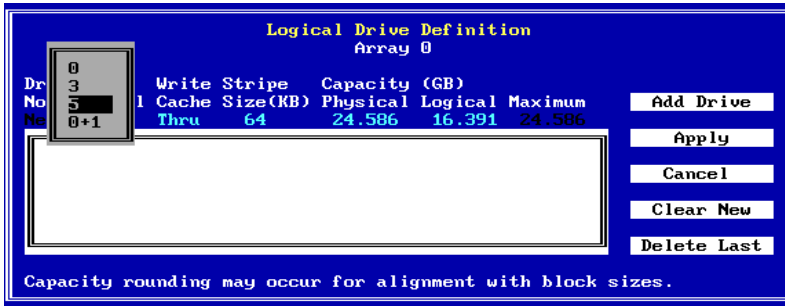 Logical Drive Definition
Array 0
0
3
5
0+1
Dr Write Stripe Capacity (GB)
No l Cache Size(KB) Physical Logical Maximum
Ne Thru 64 24.586 16.391 24.586
Add Drive
Apply
Cancel
Clear New
Delete Last
Capacity rounding may occur for alignment with block sizes.